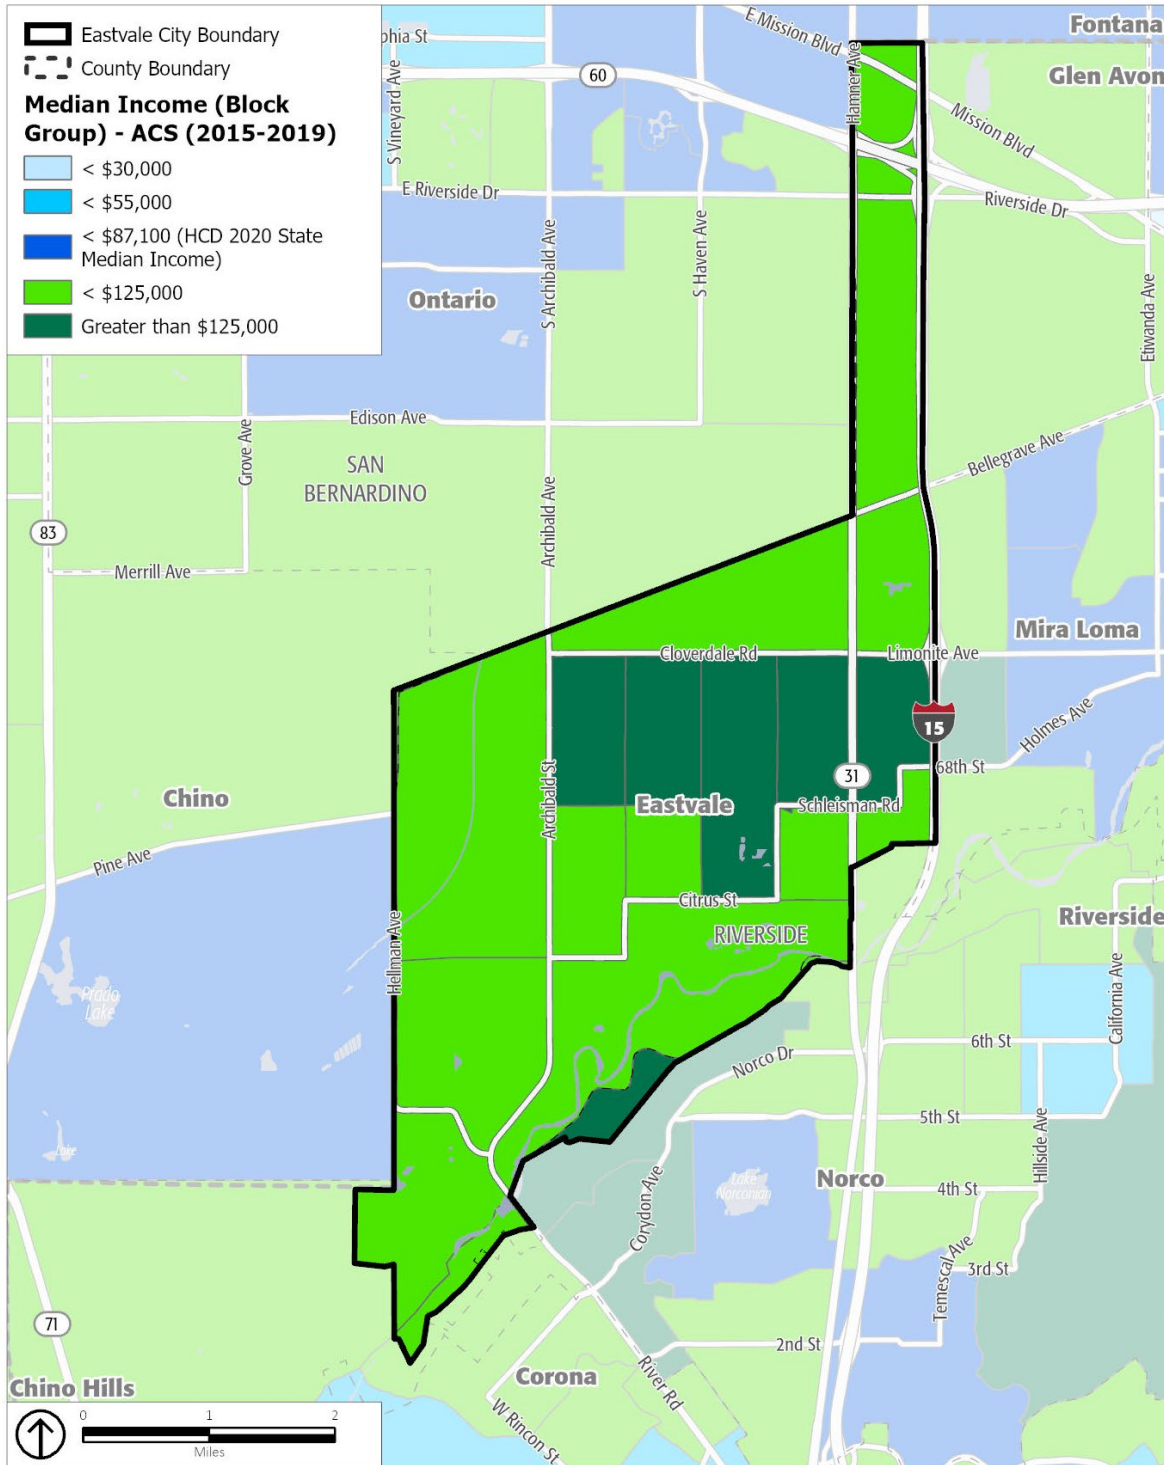 Eastvale City Boundary
County Boundary
Median Income (Block
Group) - ACS (2015-2019)
< $30,000
< $55,000
< $87,100 (HCD 2020 State
Median Income)
< $125,000
Greater than $125,000
phia St
S Vineyard Ave
60
E Mission Blvd
Hamner Ave
Fontana
Glen Avon
Mission Blvd
E Riverside Dr
Riverside Dr
S Archibald Ave
S Haven Ave
Etiwanda Ave
Ontario
Edison Ave
Grove Ave
SAN
BERNARDINO
Bellegrave Ave
83
Archibald Ave
Merrill Ave
Mira Loma
Cloverdale Rd
Limonite Ave
15
Holmes Ave
68th St
31
Chino
Archibald St
Eastvale
Schleisman Rd
Pine Ave
Citrus St
RIVERSIDE
Riverside
Hellman Ave
Prado
Lake
California Ave
Norco Dr
6th St
5th St
Lake
Hillside Ave
Lake
Norconian
Norco
4th St
Corydon Ave
Temescal Ave
3rd St
71
2nd St
Chino Hills
Corona
River Rd
W Rincon St
0
1
2
Miles